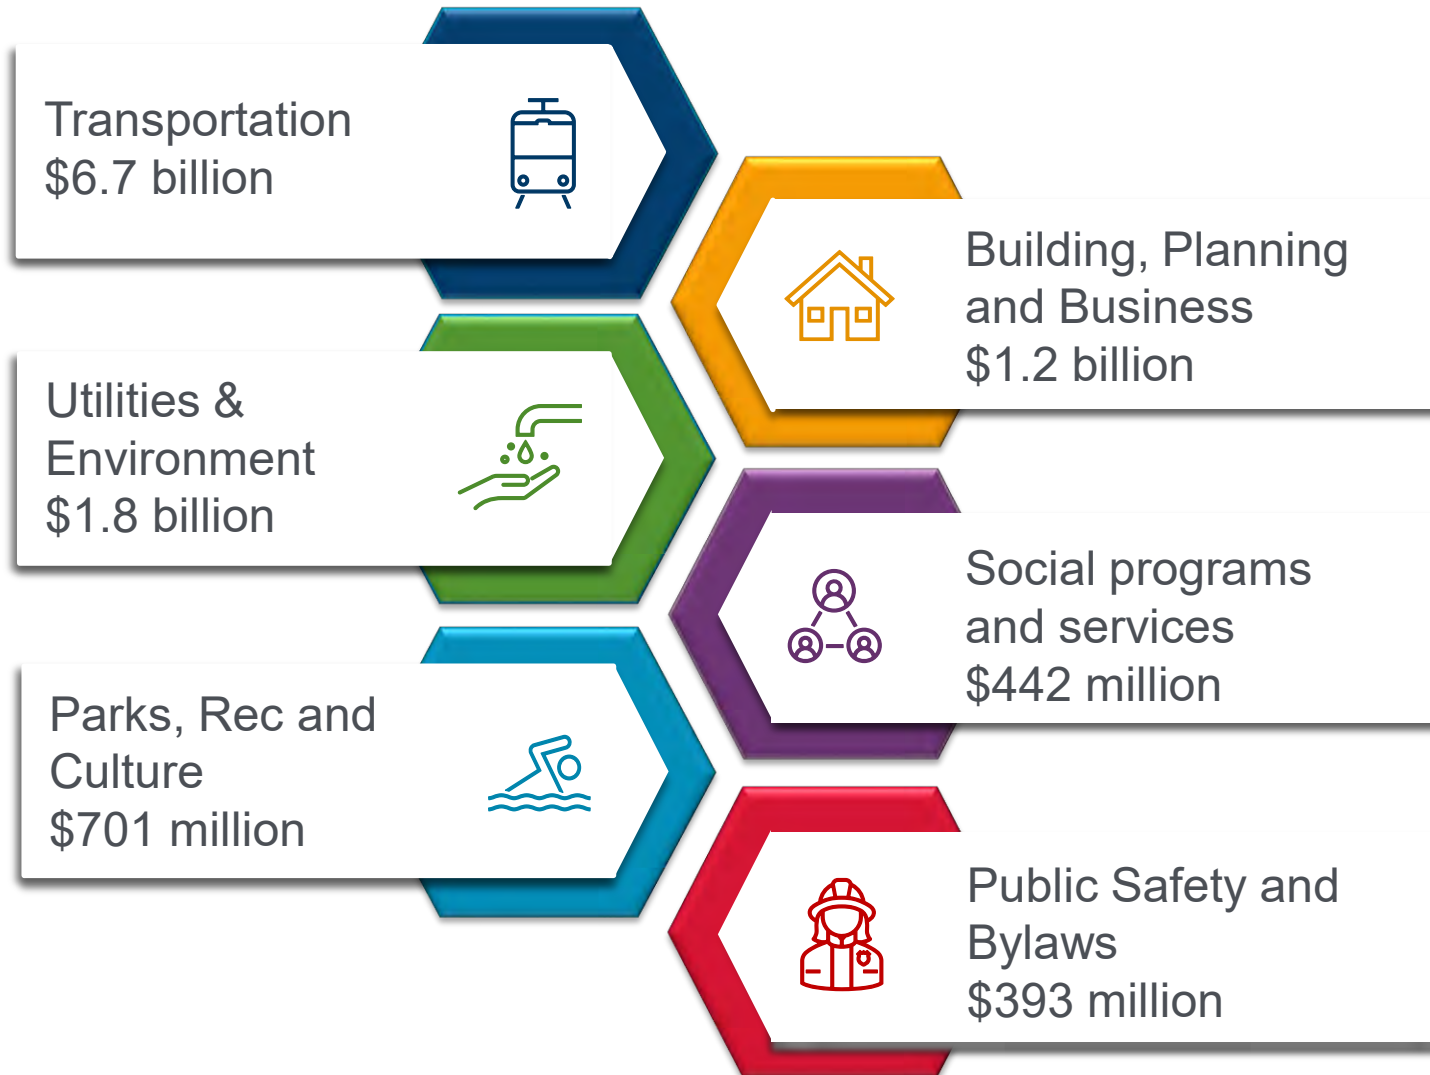 Transportation
$6.7 billion
Building, Planning
and Business
$1.2 billion
Utilities &
Environment
$1.8 billion
Social programs
and services
$442 million
Parks, Rec and
Culture
$701 million
Public Safety and
Bylaws
$393 million